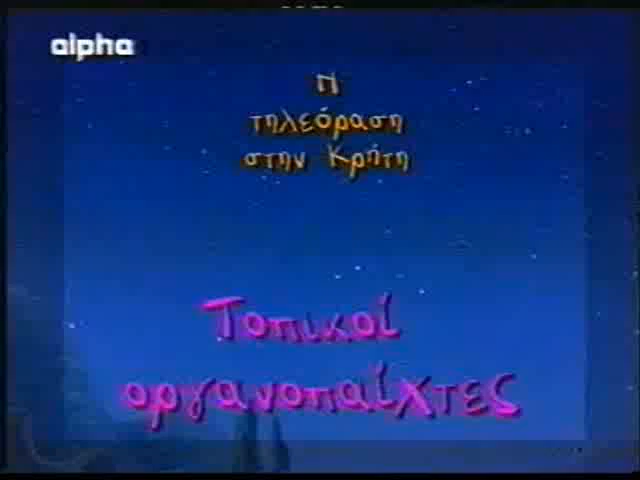 alpha
Η
τηλεόραση
στην Κρήτη
Τοπικοί
οργανοπαίχτες